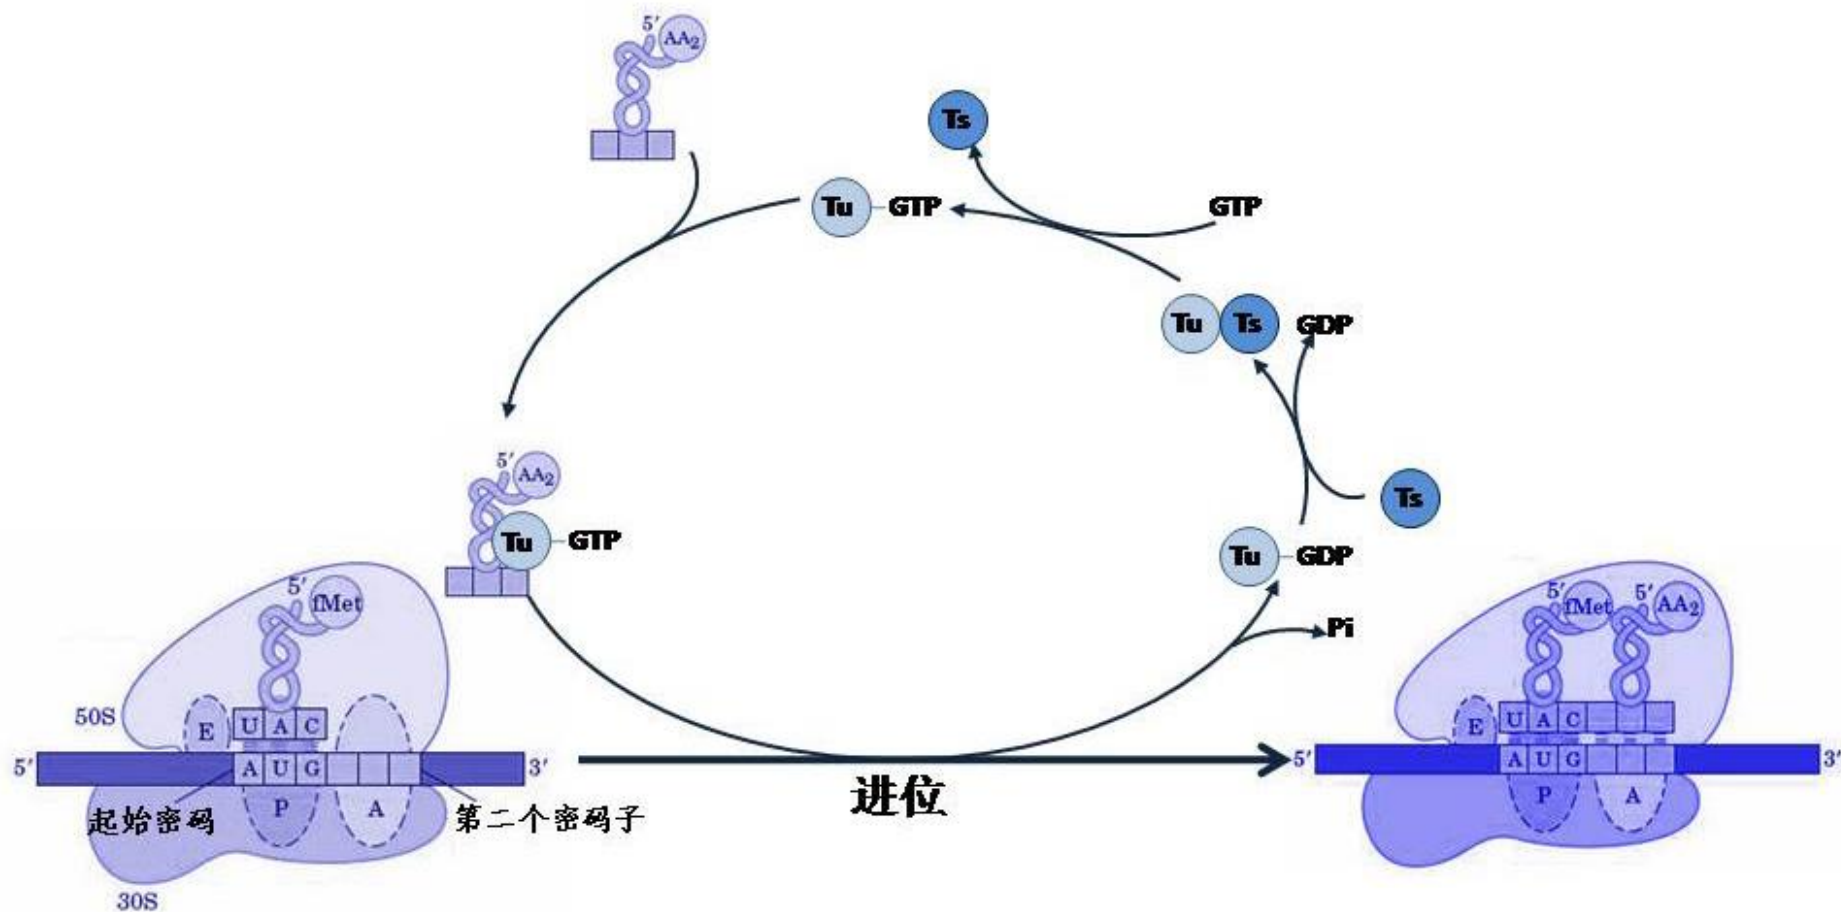 5′ AA₂
Ts
Tu GTP
GTP
Tu Ts GDP
5′ AA₂
Ts
Tu GTP
Tu GDP
5′ fMet
5′ fMet 5′ AA₂
Pi
50S
E U A C
E U A C
5′ A U G 3′
5′ A U G 3′
进位
起始密码 P A 第二个密码子
P A
30S